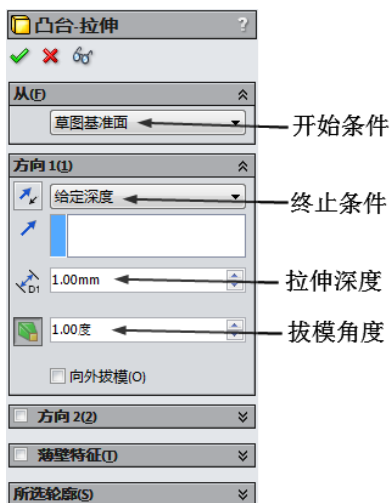 凸台-拉伸 ?
从(F)
草图基准面
开始条件
方向 1(1)
给定深度
终止条件
D1 1.00mm
拉伸深度
1.00度
拔模角度
向外拔模(O)
方向 2(2)
薄壁特征(T)
所选轮廓(S)